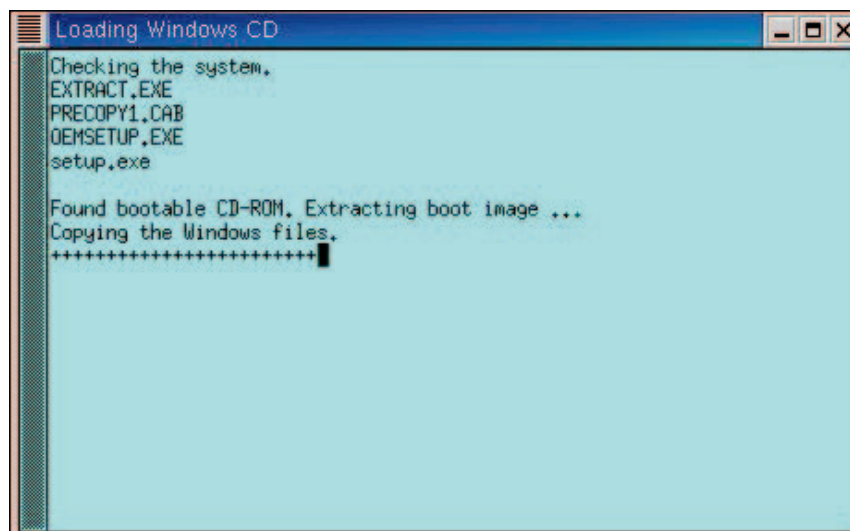 Loading Windows CD
Checking the system.
EXTRACT.EXE
PRECOPY1.CAB
OEMSETUP.EXE
setup.exe
Found bootable CD-ROM. Extracting boot image ...
Copying the Windows files.
++++++++++++++++++++++++